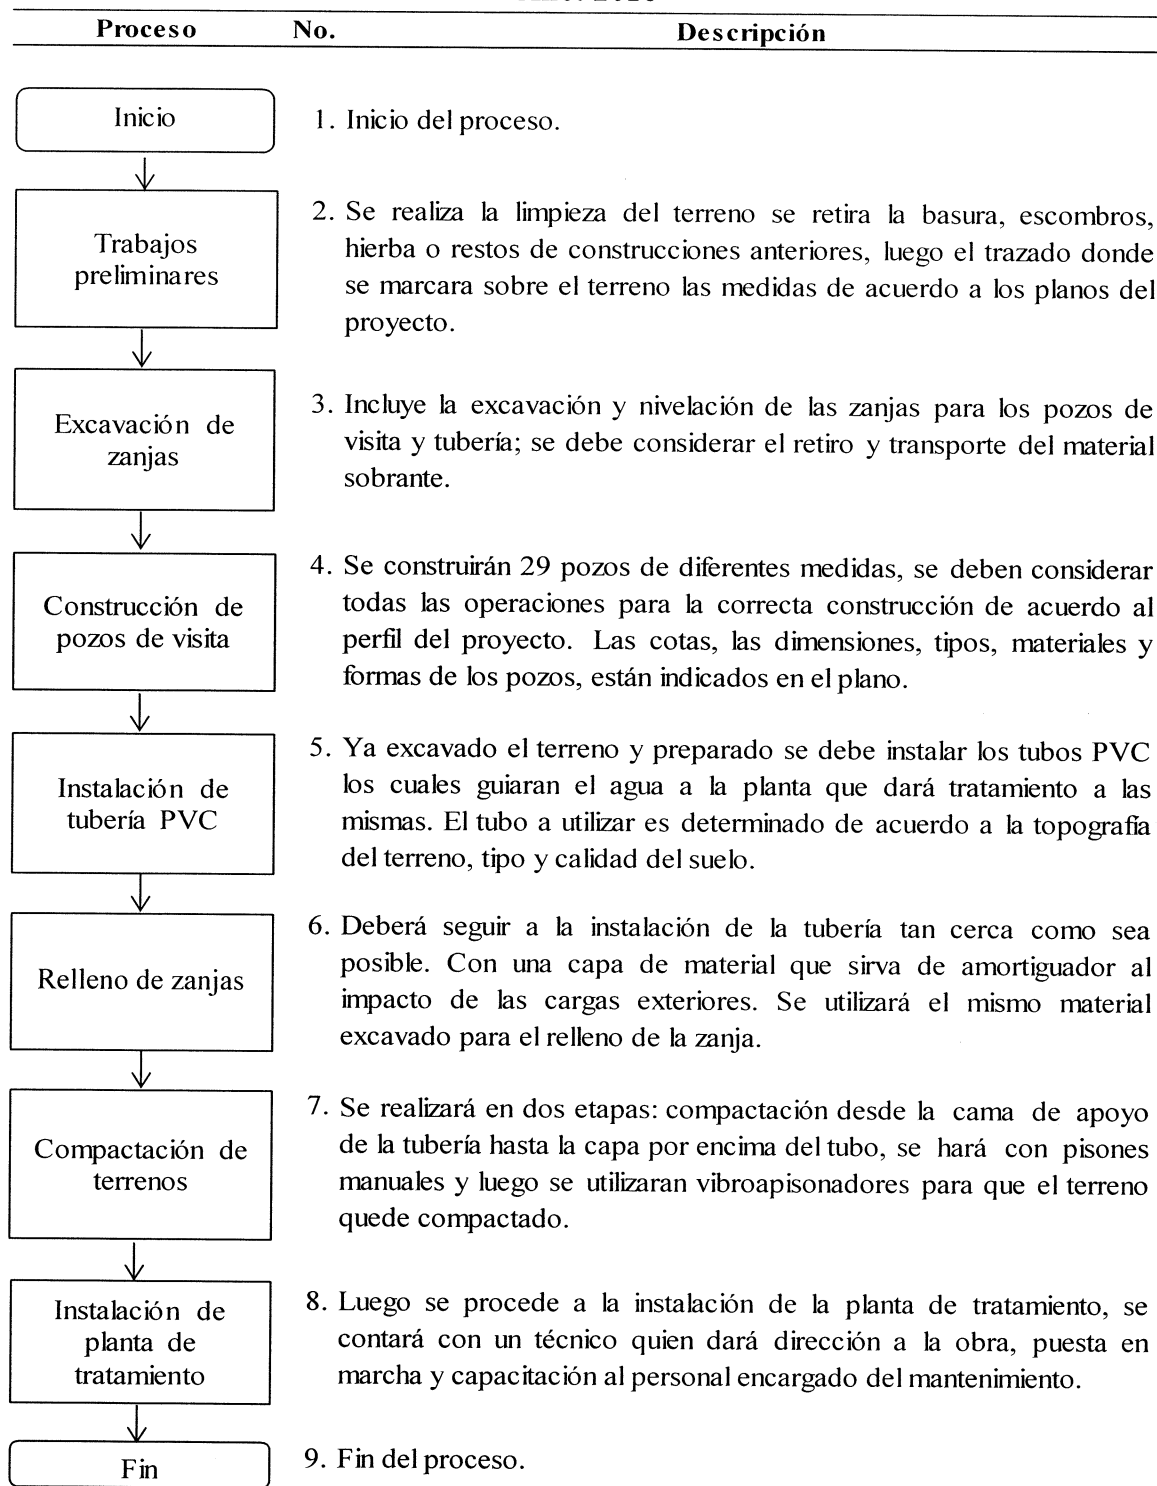 Proceso No. Descripción
Inicio
1. Inicio del proceso.
Trabajos
preliminares
2. Se realiza la limpieza del terreno se retira la basura, escombros,
hierba o restos de construcciones anteriores, luego el trazado donde
se marcara sobre el terreno las medidas de acuerdo a los planos del
proyecto.
Excavación de
zanjas
3. Incluye la excavación y nivelación de las zanjas para los pozos de
visita y tubería; se debe considerar el retiro y transporte del material
sobrante.
Construcción de
pozos de visita
4. Se construirán 29 pozos de diferentes medidas, se deben considerar
todas las operaciones para la correcta construcción de acuerdo al
perfil del proyecto. Las cotas, las dimensiones, tipos, materiales y
formas de los pozos, están indicados en el plano.
Instalación de
tubería PVC
5. Ya excavado el terreno y preparado se debe instalar los tubos PVC
los cuales guiaran el agua a la planta que dará tratamiento a las
mismas. El tubo a utilizar es determinado de acuerdo a la topografía
del terreno, tipo y calidad del suelo.
Relleno de zanjas
6. Deberá seguir a la instalación de la tubería tan cerca como sea
posible. Con una capa de material que sirva de amortiguador al
impacto de las cargas exteriores. Se utilizará el mismo material
excavado para el relleno de la zanja.
Compactación de
terrenos
7. Se realizará en dos etapas: compactación desde la cama de apoyo
de la tubería hasta la capa por encima del tubo, se hará con pisones
manuales y luego se utilizaran vibroapisonadores para que el terreno
quede compactado.
Instalación de
planta de
tratamiento
8. Luego se procede a la instalación de la planta de tratamiento, se
contará con un técnico quien dará dirección a la obra, puesta en
marcha y capacitación al personal encargado del mantenimiento.
Fin
9. Fin del proceso.